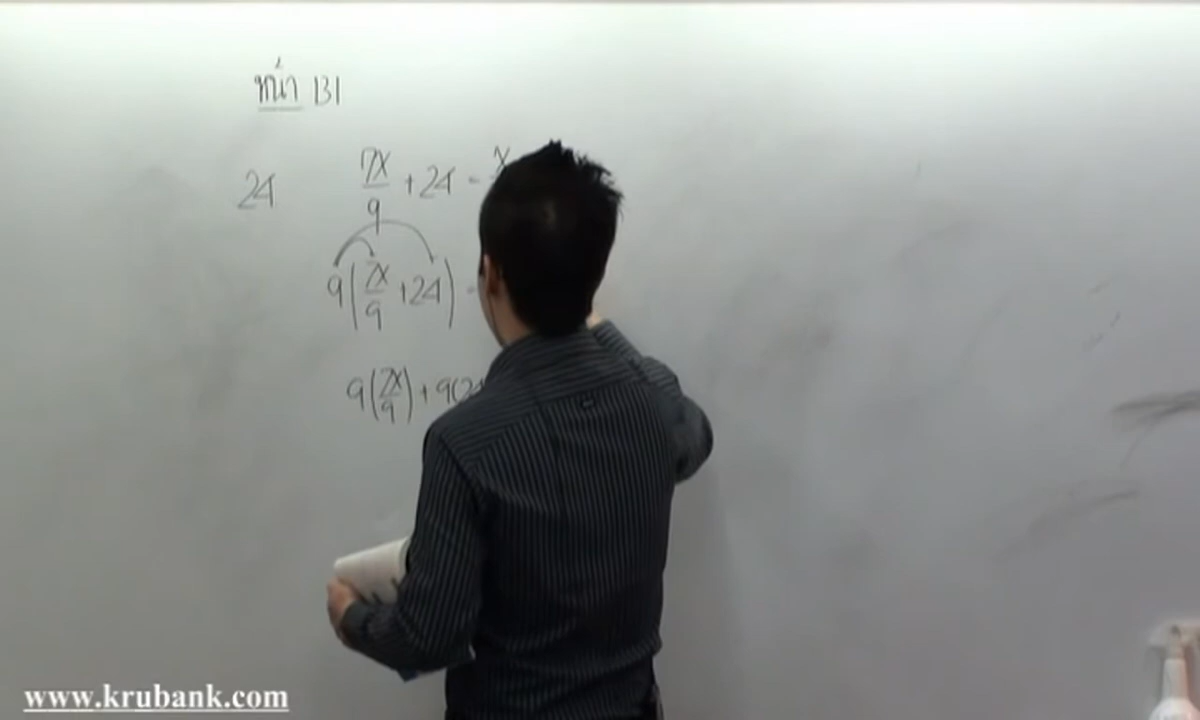 หน้า 131
24 7x/9 + 24 = x
9(7x/9 + 24) =
9(7x/9) + 9(24
www.krubank.com